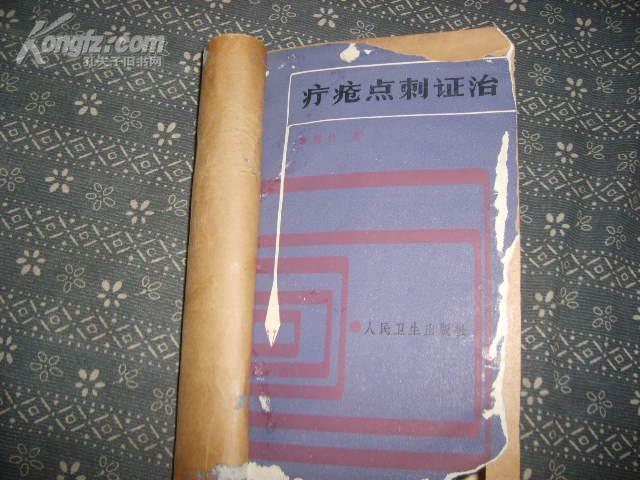 Kongfz.com
孔夫子旧书网
疔疮点刺证治
著
人民卫生出版社